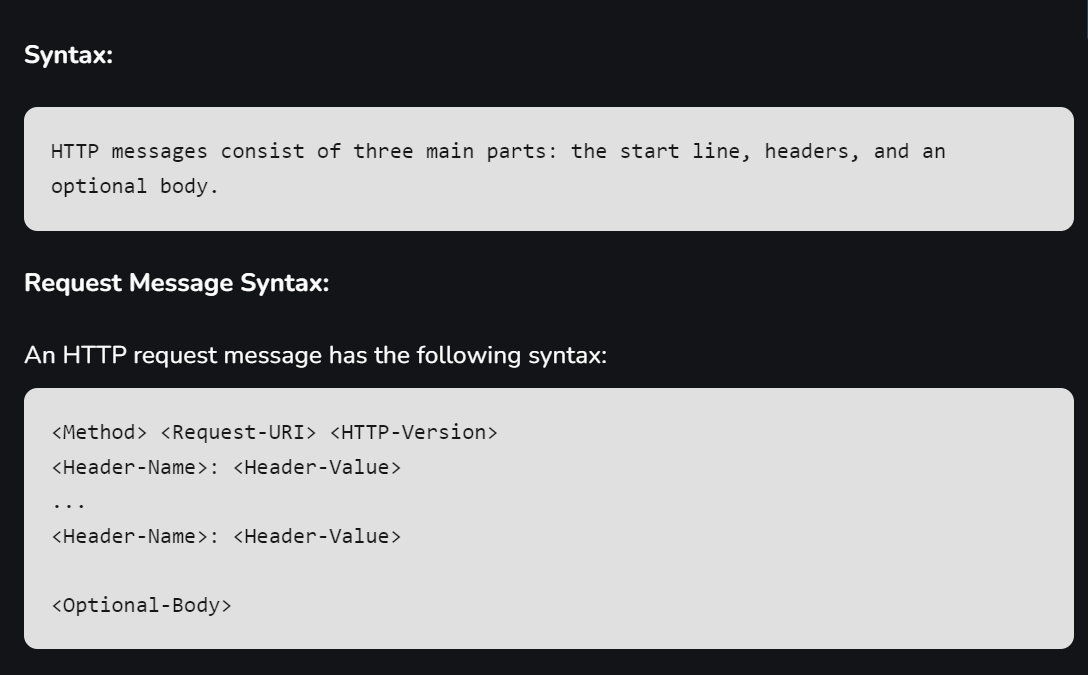 Syntax:
HTTP messages consist of three main parts: the start line, headers, and an
optional body.
Request Message Syntax:
An HTTP request message has the following syntax:
<Method> <Request-URI> <HTTP-Version>
<Header-Name>: <Header-Value>
...
<Header-Name>: <Header-Value>
<Optional-Body>